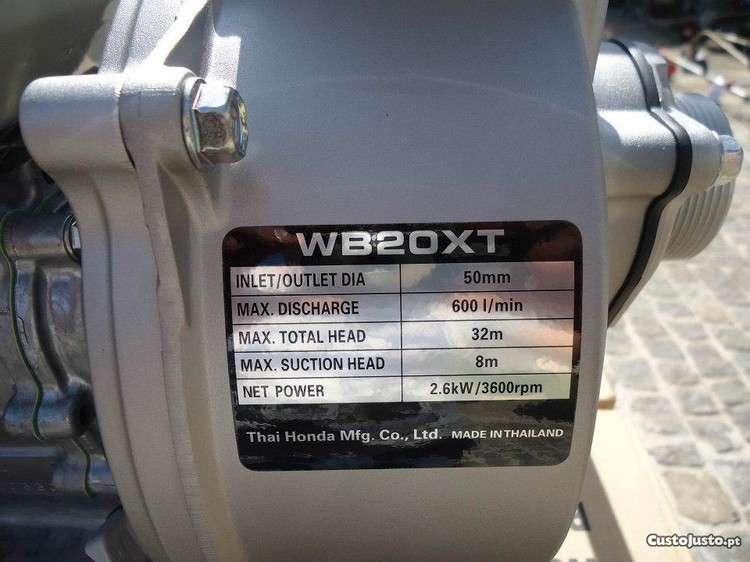 WB20XT
INLET/OUTLET DIA 50mm
MAX. DISCHARGE 600 l/min
MAX. TOTAL HEAD 32m
MAX. SUCTION HEAD 8m
NET POWER 2.6kW/3600rpm
Thai Honda Mfg. Co., Ltd. MADE IN THAILAND
CustoJusto.pt